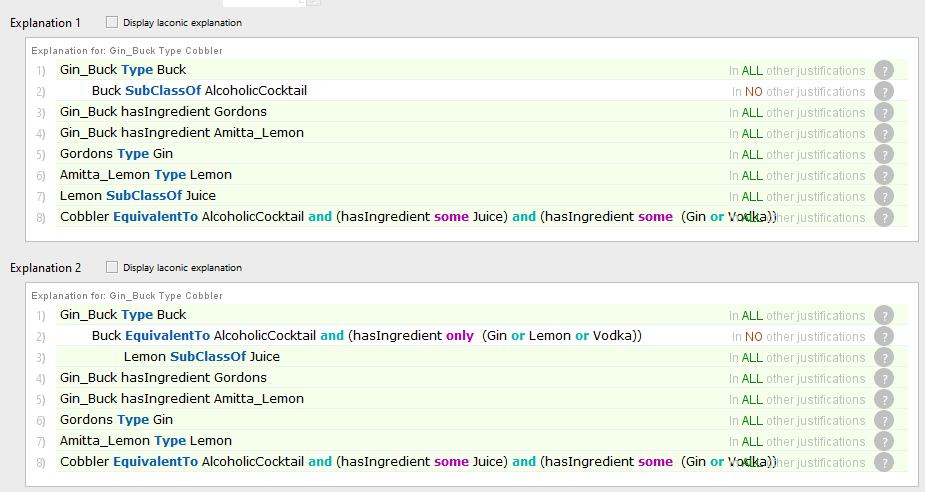 Explanation 1 Display laconic explanation
Explanation for: Gin_Buck Type Cobbler
1) Gin_Buck Type Buck In ALL other justifications ?
2) Buck SubClassOf AlcoholicCocktail In NO other justifications ?
3) Gin_Buck hasIngredient Gordons In ALL other justifications ?
4) Gin_Buck hasIngredient Amitta_Lemon In ALL other justifications ?
5) Gordons Type Gin In ALL other justifications ?
6) Amitta_Lemon Type Lemon In ALL other justifications ?
7) Lemon SubClassOf Juice In ALL other justifications ?
8) Cobbler EquivalentTo AlcoholicCocktail and (hasIngredient some Juice) and (hasIngredient some (Gin or Vodka)) In ALL other justifications ?
Explanation 2 Display laconic explanation
Explanation for: Gin_Buck Type Cobbler
1) Gin_Buck Type Buck In ALL other justifications ?
2) Buck EquivalentTo AlcoholicCocktail and (hasIngredient only (Gin or Lemon or Vodka)) In NO other justifications ?
3) Lemon SubClassOf Juice In ALL other justifications ?
4) Gin_Buck hasIngredient Gordons In ALL other justifications ?
5) Gin_Buck hasIngredient Amitta_Lemon In ALL other justifications ?
6) Gordons Type Gin In ALL other justifications ?
7) Amitta_Lemon Type Lemon In ALL other justifications ?
8) Cobbler EquivalentTo AlcoholicCocktail and (hasIngredient some Juice) and (hasIngredient some (Gin or Vodka)) In ALL other justifications ?